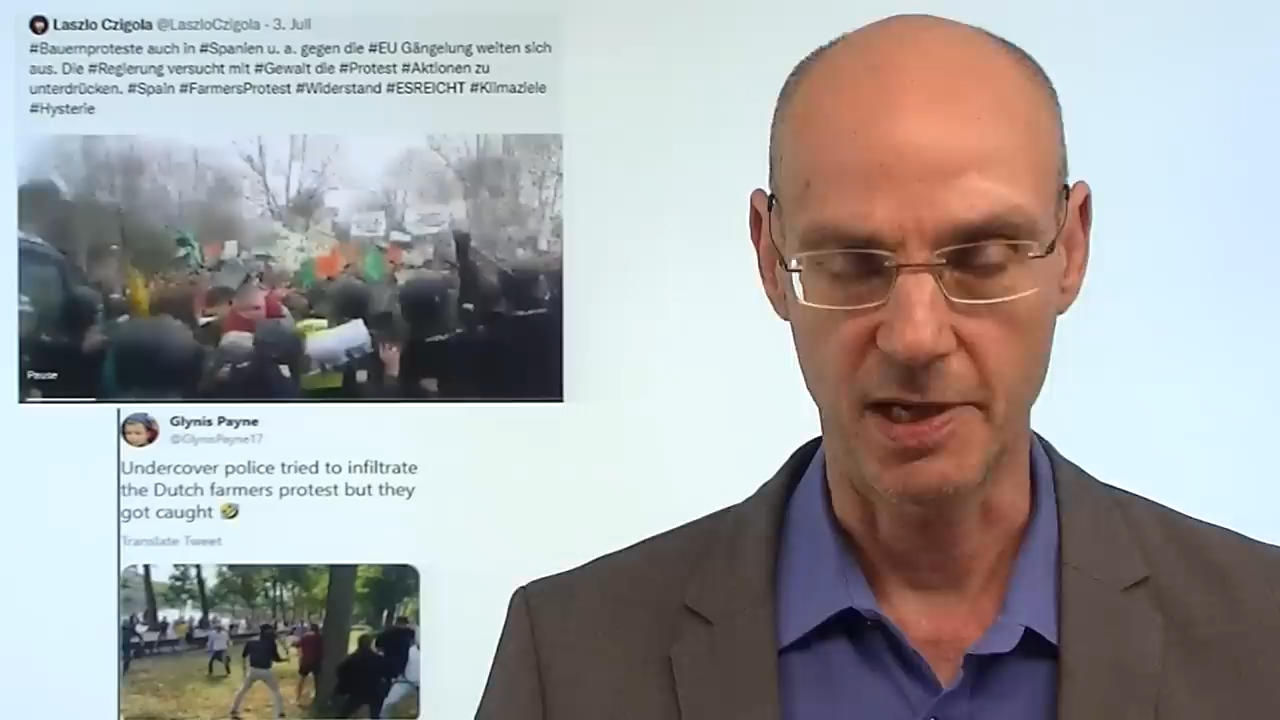 Laszlo Czigola @LaszloCzigola - 3. Juli
#Bauernproteste auch in #Spanien u. a. gegen die #EU Gängelung weiten sich
aus. Die #Regierung versucht mit #Gewalt die #Protest #Aktionen zu
unterdrücken. #Spain #FarmersProtest #Widerstand #ESREICHT #Klimaziele
#Hysterie
Pause
Glynis Payne
@GlynisPayne17
Undercover police tried to infiltrate
the Dutch farmers protest but they
got caught 🤣
Translate Tweet